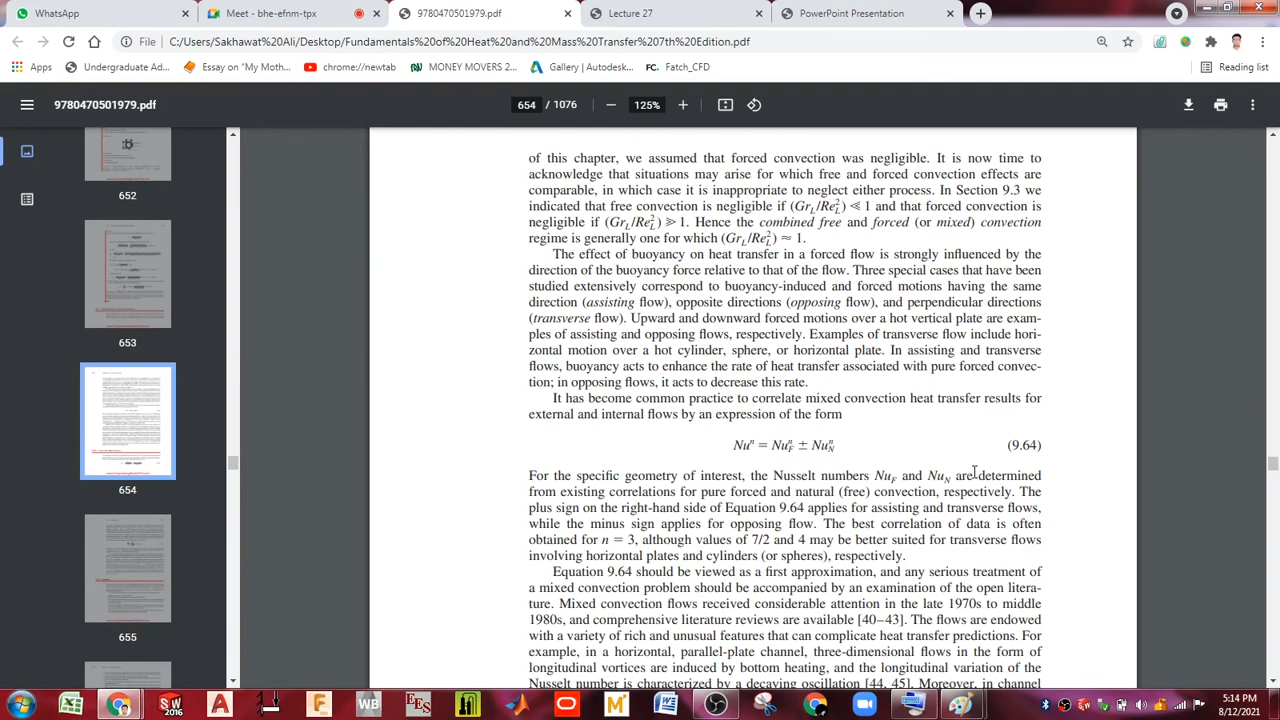 WhatsApp
Meet - bhe-efnm-tpx
9780470501979.pdf
Lecture 27
PowerPoint Presentation
File
C:/Users/Sakhawat Ali/Desktop/Fundamentals%20of%20Heat%20and%20Mass%20Transfer%207th%20Edition.pdf
Apps
Undergraduate Ad...
Essay on "My Moth...
chrome://newtab
MONEY MOVERS 2...
Gallery | Autodesk...
FC. Fatch_CFD
Reading list
9780470501979.pdf
654 / 1076
125%
652
653
654
655
of this chapter, we assumed that forced convection was negligible. It is now time to
acknowledge that situations may arise for which free and forced convection effects are
comparable, in which case it is inappropriate to neglect either process. In Section 9.3 we
indicated that free convection is negligible if (Gr_L/Re_L^2) ≪ 1 and that forced convection is
negligible if (Gr_L/Re_L^2) ≫ 1. Hence the combined free and forced (or mixed) convection
regime is generally one for which (Gr_L/Re_L^2) ≈ 1.
The effect of buoyancy on heat transfer in a forced flow is strongly influenced by the
direction of the buoyancy force relative to that of the flow. Three special cases that have been
studied extensively correspond to buoyancy-induced and forced motions having the same
direction (assisting flow), opposite directions (opposing flow), and perpendicular directions
(transverse flow). Upward and downward forced motions over a hot vertical plate are exam-
ples of assisting and opposing flows, respectively. Examples of transverse flow include hori-
zontal motion over a hot cylinder, sphere, or horizontal plate. In assisting and transverse
flows, buoyancy acts to enhance the rate of heat transfer associated with pure forced convec-
tion; in opposing flows, it acts to decrease this rate.
It has become common practice to correlate mixed convection heat transfer results for
external and internal flows by an expression of the form
Nu^n = Nu_F^n ± Nu_N^n (9.64)
For the specific geometry of interest, the Nusselt numbers Nu_F and Nu_N are determined
from existing correlations for pure forced and natural (free) convection, respectively. The
plus sign on the right-hand side of Equation 9.64 applies for assisting and transverse flows,
while the minus sign applies for opposing flow. The best correlation of data is often
obtained for n = 3, although values of 7/2 and 4 may be better suited for transverse flows
involving horizontal plates and cylinders (or spheres), respectively.
Equation 9.64 should be viewed as a first approximation, and any serious treatment of
a mixed convection problem should be accompanied by an examination of the open litera-
ture. Mixed convection flows received considerable attention in the late 1970s to middle
1980s, and comprehensive literature reviews are available [40–43]. The flows are endowed
with a variety of rich and unusual features that can complicate heat transfer predictions. For
example, in a horizontal, parallel-plate channel, three-dimensional flows in the form of
longitudinal vortices are induced by bottom heating, and the longitudinal variation of the
Nusselt number is characterized by a decaying oscillation [44, 45]. Moreover, in channel
SW
2016
WB
EES
5:14 PM
8/12/2021